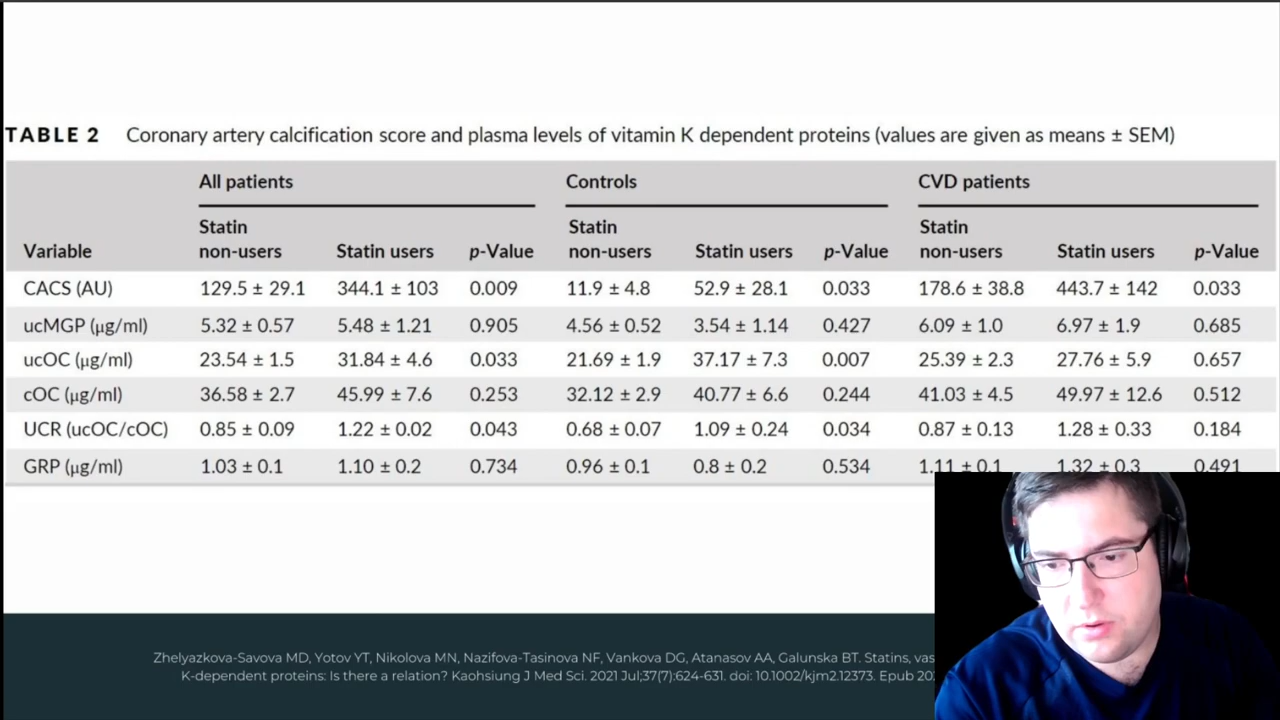 TABLE 2 Coronary artery calcification score and plasma levels of vitamin K dependent proteins (values are given as means ± SEM)
All patients Controls CVD patients
Variable Statin non-users Statin users p-Value Statin non-users Statin users p-Value Statin non-users Statin users p-Value
CACS (AU) 129.5 ± 29.1 344.1 ± 103 0.009 11.9 ± 4.8 52.9 ± 28.1 0.033 178.6 ± 38.8 443.7 ± 142 0.033
ucMGP (μg/ml) 5.32 ± 0.57 5.48 ± 1.21 0.905 4.56 ± 0.52 3.54 ± 1.14 0.427 6.09 ± 1.0 6.97 ± 1.9 0.685
ucOC (μg/ml) 23.54 ± 1.5 31.84 ± 4.6 0.033 21.69 ± 1.9 37.17 ± 7.3 0.007 25.39 ± 2.3 27.76 ± 5.9 0.657
cOC (μg/ml) 36.58 ± 2.7 45.99 ± 7.6 0.253 32.12 ± 2.9 40.77 ± 6.6 0.244 41.03 ± 4.5 49.97 ± 12.6 0.512
UCR (ucOC/cOC) 0.85 ± 0.09 1.22 ± 0.02 0.043 0.68 ± 0.07 1.09 ± 0.24 0.034 0.87 ± 0.13 1.28 ± 0.33 0.184
GRP (μg/ml) 1.03 ± 0.1 1.10 ± 0.2 0.734 0.96 ± 0.1 0.8 ± 0.2 0.534 1.11 ± 0.1 1.32 ± 0.3 0.491
Zhelyazkova-Savova MD, Yotov YT, Nikolova MN, Nazifova-Tasinova NF, Vankova DG, Atanasov AA, Galunska BT. Statins,
K-dependent proteins: Is there a relation? Kaohsiung J Med Sci. 2021 Jul;37(7):624-631. doi: 10.1002/kjm2.12373. Epub